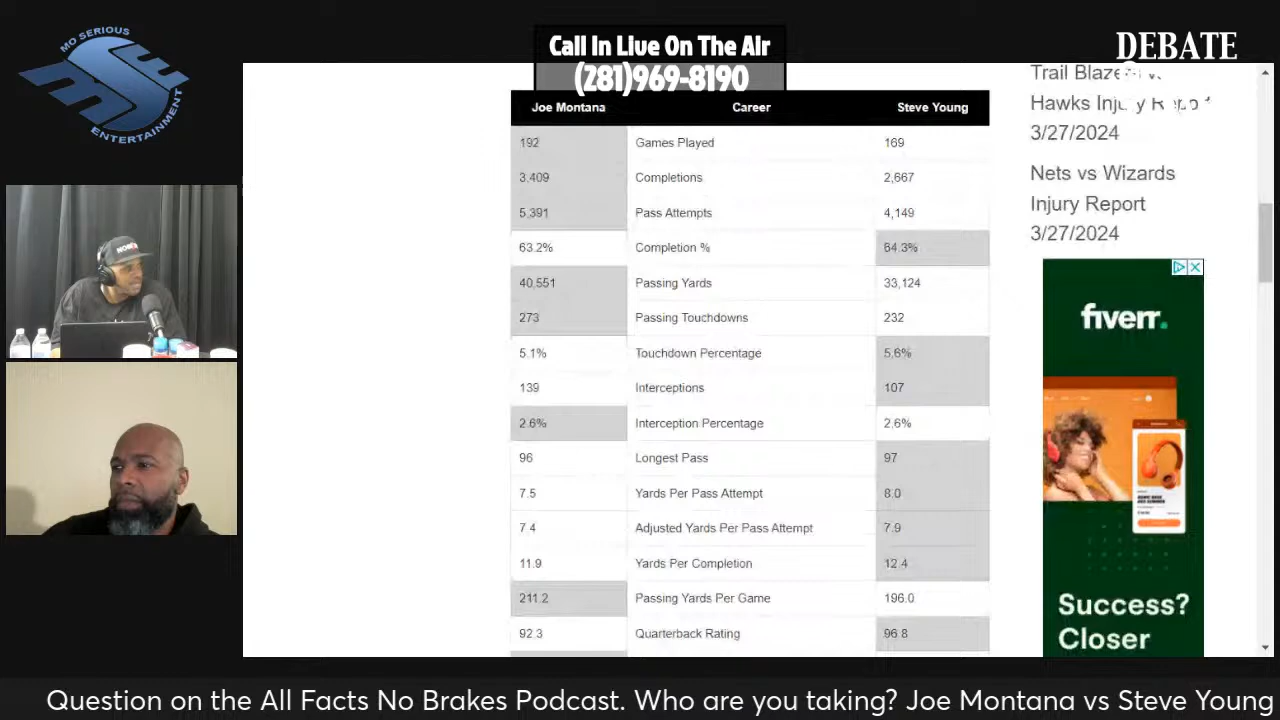 MO SERIOUS
ENTERTAINMENT
Call In Live On The Air
(281)969-8190
DEBATE
Joe Montana Career Steve Young
192 Games Played 169
3,409 Completions 2,667
5,391 Pass Attempts 4,149
63.2% Completion % 64.3%
40,551 Passing Yards 33,124
273 Passing Touchdowns 232
5.1% Touchdown Percentage 5.6%
139 Interceptions 107
2.6% Interception Percentage 2.6%
96 Longest Pass 97
7.5 Yards Per Pass Attempt 8.0
7.4 Adjusted Yards Per Pass Attempt 7.9
11.9 Yards Per Completion 12.4
211.2 Passing Yards Per Game 196.0
92.3 Quarterback Rating 96.8
Trail Blazers vs
Hawks Injury Report
3/27/2024
Nets vs Wizards
Injury Report
3/27/2024
fiverr.
Success?
Closer
Question on the All Facts No Brakes Podcast. Who are you taking? Joe Montana vs Steve Young